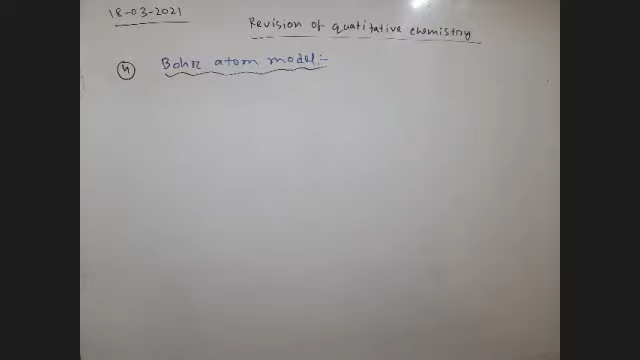 18-03-2021
Revision of quatitative chemistry
4 Bohr atom model:-